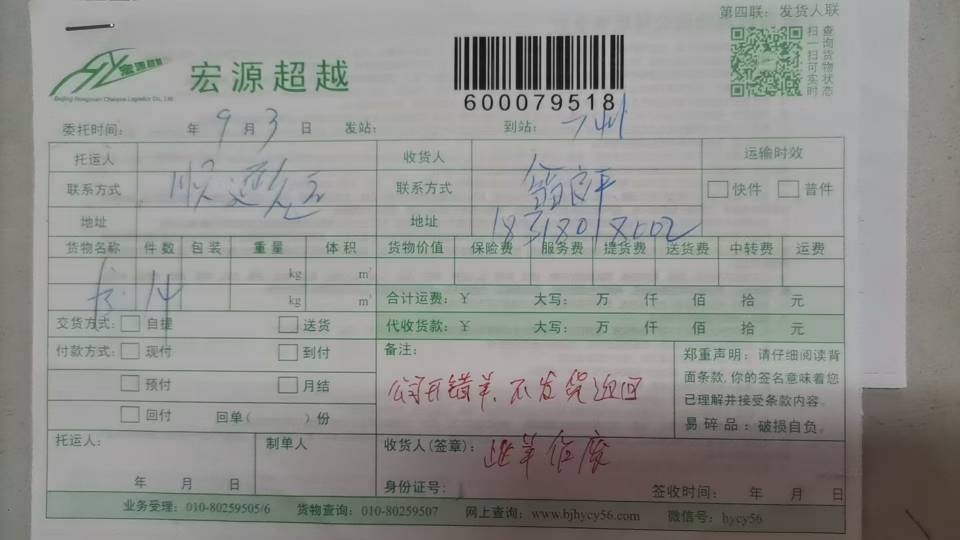 第四联：发货人联
查询货物状态
扫一扫可实时
宏源超越
宏源超越
Beijing Hongyuan Chaoyue Logistics Co., Ltd
600079518
委托时间： 年 9 月 3 日 发站： 到站： 广州
托运人 收货人 运输时效
联系方式 联系方式 快件 普件
地址 地址 18318018602
货物名称 件数 包装 重量 体积 货物价值 保险费 服务费 提货费 送货费 中转费 运费
kg m³
14 kg m³
合计运费：￥ 大写： 万 仟 佰 拾 元
交货方式： 自提 送货
代收货款：￥ 大写： 万 仟 佰 拾 元
付款方式： 现付 到付
预付 月结
回付 回单( )份
备注：
公司开错单，不发货返回
郑重声明：请仔细阅读背
面条款，你的签名意味着您
已理解并接受条款内容。
易碎品：破损自负。
托运人： 制单人 收货人(签章)： 此单作废
年 月 日 身份证号： 签收时间： 年 月 日
业务受理：010-80259505/6 货物查询：010-80259507 网上查询：www.bjhycy56.com 微信号：hycy56